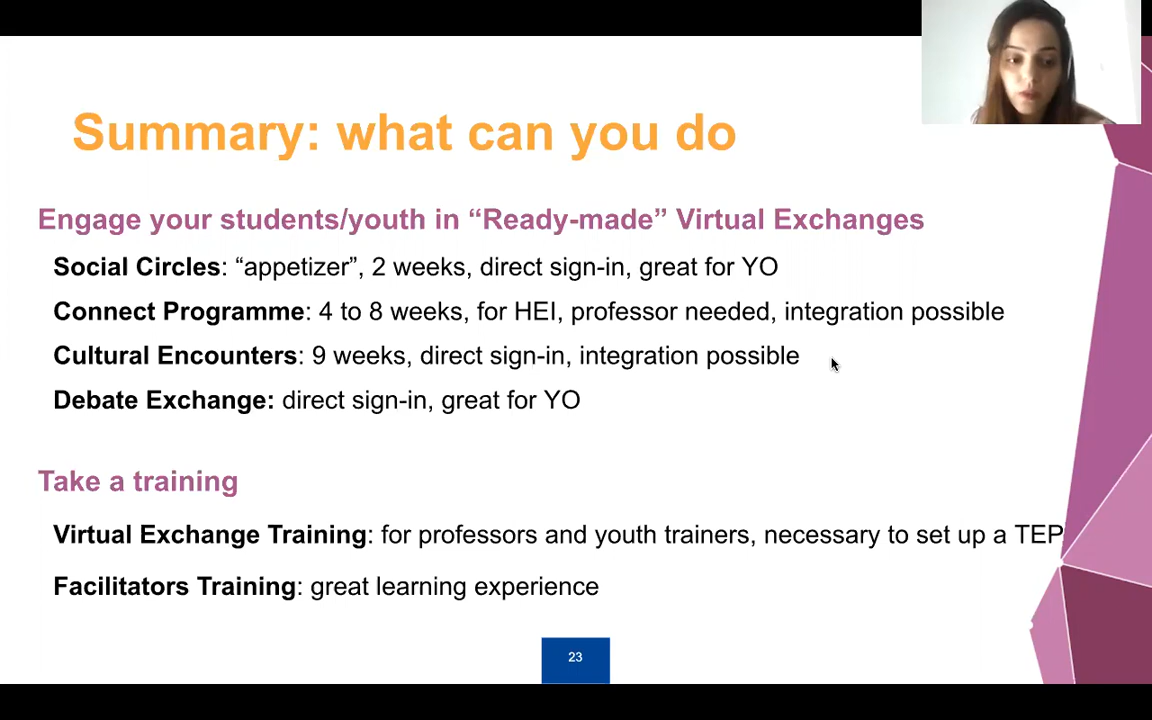 Summary: what can you do
Engage your students/youth in “Ready-made” Virtual Exchanges
Social Circles: “appetizer”, 2 weeks, direct sign-in, great for YO
Connect Programme: 4 to 8 weeks, for HEI, professor needed, integration possible
Cultural Encounters: 9 weeks, direct sign-in, integration possible
Debate Exchange: direct sign-in, great for YO
Take a training
Virtual Exchange Training: for professors and youth trainers, necessary to set up a TEP
Facilitators Training: great learning experience
23